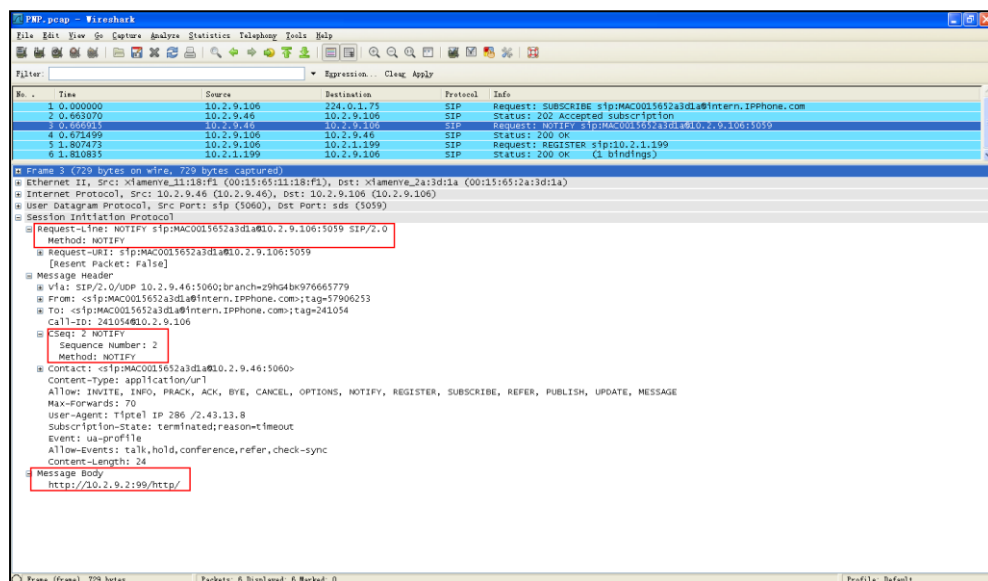 PNP.pcap - Wireshark
File Edit View Go Capture Analyze Statistics Telephony Tools Help
Filter: Expression... Clear Apply
No. . Time Source Destination Protocol Info
1 0.000000 10.2.9.106 224.0.1.75 SIP Request: SUBSCRIBE sip:MAC0015652a3d1a@intern.IPPhone.com
2 0.663070 10.2.9.46 10.2.9.106 SIP Status: 202 Accepted subscription
3 0.666915 10.2.9.46 10.2.9.106 SIP Request: NOTIFY sip:MAC0015652a3d1a@10.2.9.106:5059
4 0.671499 10.2.9.106 10.2.9.46 SIP Status: 200 OK
5 1.807473 10.2.9.106 10.2.1.199 SIP Request: REGISTER sip:10.2.1.199
6 1.810835 10.2.1.199 10.2.9.106 SIP Status: 200 OK (1 bindings)
Frame 3 (729 bytes on wire, 729 bytes captured)
Ethernet II, Src: XiamenYe_11:18:f1 (00:15:65:11:18:f1), Dst: XiamenYe_2a:3d:1a (00:15:65:2a:3d:1a)
Internet Protocol, Src: 10.2.9.46 (10.2.9.46), Dst: 10.2.9.106 (10.2.9.106)
User Datagram Protocol, Src Port: sip (5060), Dst Port: sds (5059)
Session Initiation Protocol
Request-Line: NOTIFY sip:MAC0015652a3d1a@10.2.9.106:5059 SIP/2.0
Method: NOTIFY
Request-URI: sip:MAC0015652a3d1a@10.2.9.106:5059
[Resent Packet: False]
Message Header
Via: SIP/2.0/UDP 10.2.9.46:5060;branch=z9hG4bK976665779
From: <sip:MAC0015652a3d1a@intern.IPPhone.com>;tag=57906253
To: <sip:MAC0015652a3d1a@intern.IPPhone.com>;tag=241054
Call-ID: 241054@10.2.9.106
CSeq: 2 NOTIFY
Sequence Number: 2
Method: NOTIFY
Contact: <sip:MAC0015652a3d1a@10.2.9.46:5060>
Content-Type: application/url
Allow: INVITE, INFO, PRACK, ACK, BYE, CANCEL, OPTIONS, NOTIFY, REGISTER, SUBSCRIBE, REFER, PUBLISH, UPDATE, MESSAGE
Max-Forwards: 70
User-Agent: Tiptel IP 286 /2.43.13.8
Subscription-State: terminated;reason=timeout
Event: ua-profile
Allow-Events: talk,hold,conference,refer,check-sync
Content-Length: 24
Message Body
http://10.2.9.2:99/http/
Frame (frame), 729 bytes Packets: 6 Displayed: 6 Marked: 0 Profile: Default